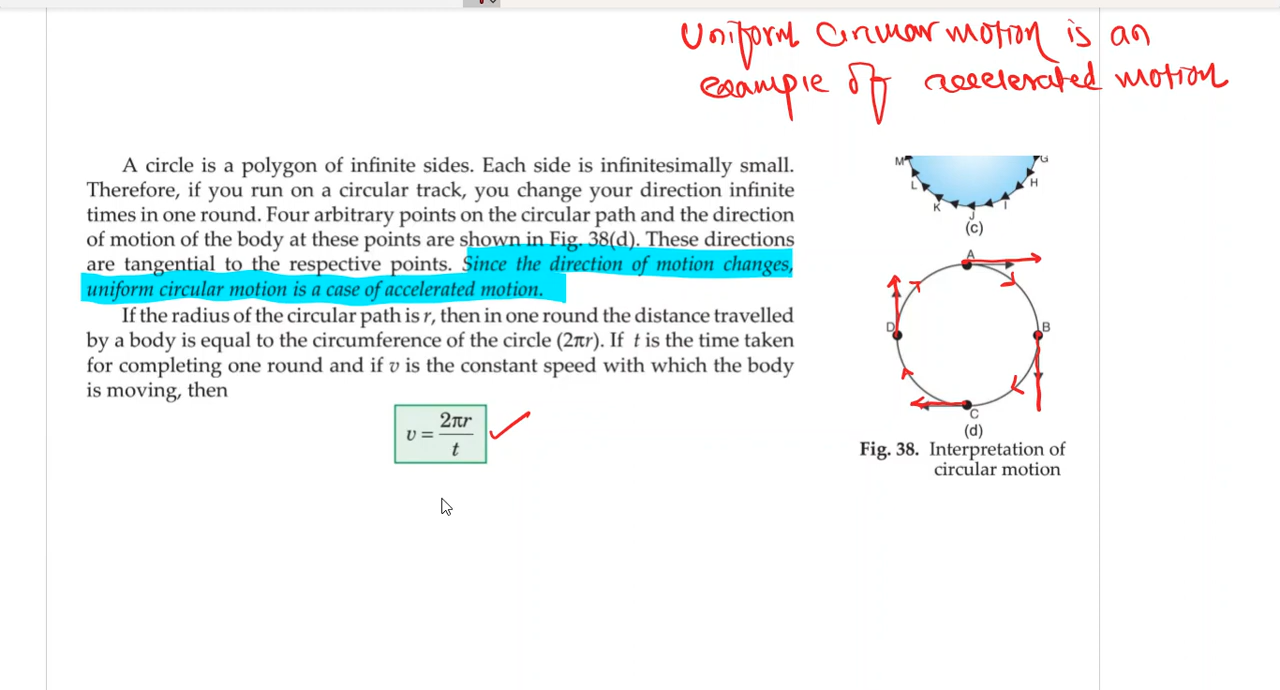 Uniform circular motion is an
example of accelerated motion
A circle is a polygon of infinite sides. Each side is infinitesimally small.
Therefore, if you run on a circular track, you change your direction infinite
times in one round. Four arbitrary points on the circular path and the direction
of motion of the body at these points are shown in Fig. 38(d). These directions
are tangential to the respective points. Since the direction of motion changes,
uniform circular motion is a case of accelerated motion.
If the radius of the circular path is r, then in one round the distance travelled
by a body is equal to the circumference of the circle (2πr). If t is the time taken
for completing one round and if v is the constant speed with which the body
is moving, then
v = 2πr / t
M G
L H
K I
J
(c)
A
D B
C
(d)
Fig. 38. Interpretation of
circular motion